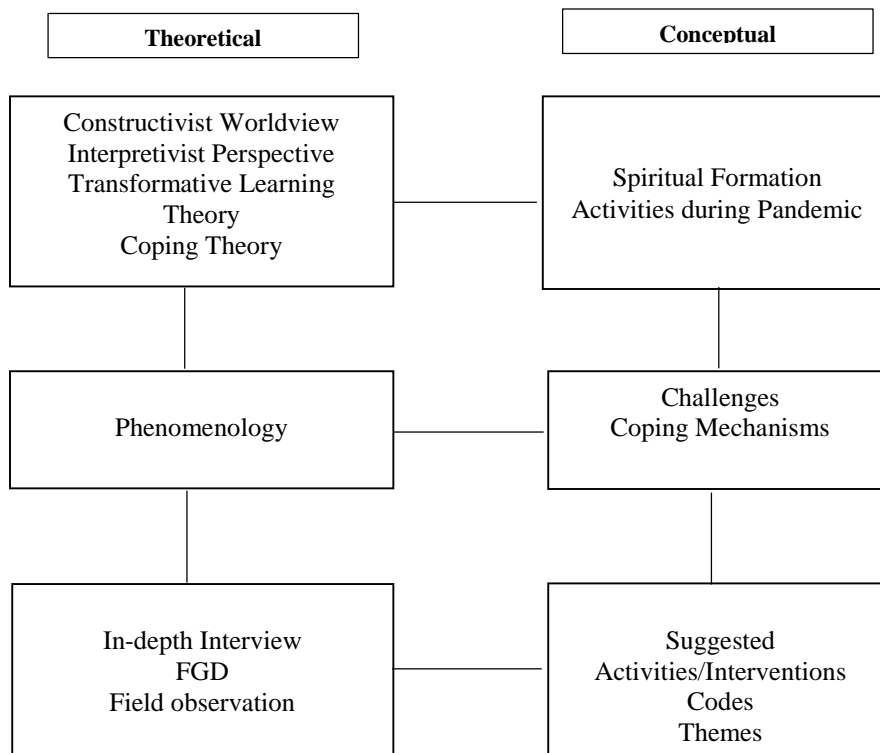 Theoretical
Conceptual
Constructivist Worldview
Interpretivist Perspective
Transformative Learning
Theory
Coping Theory
Spiritual Formation
Activities during Pandemic
Phenomenology
Challenges
Coping Mechanisms
In-depth Interview
FGD
Field observation
Suggested
Activities/Interventions
Codes
Themes